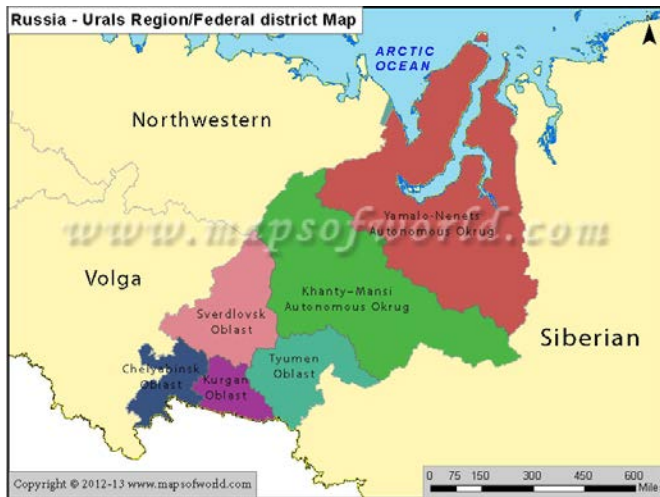 Russia - Urals Region/Federal district Map
N
ARCTIC
OCEAN
Northwestern
Yamalo-Nenets
Autonomous Okrug
www.mapsofworld.com
Volga
Khanty-Mansi
Autonomous Okrug
Sverdlovsk
Oblast
Siberian
Tyumen
Oblast
Chelyabinsk
Oblast
Kurgan
Oblast
0 75 150 300 450 600
Mile
Copyright © 2012-13 www.mapsofworld.com